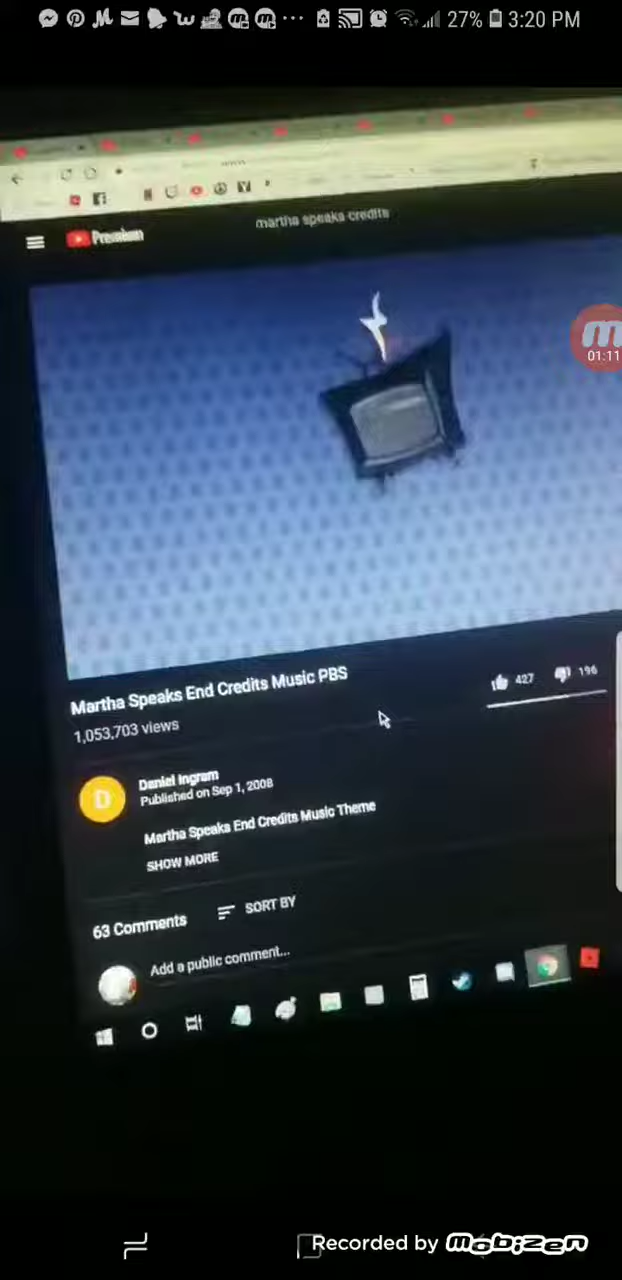 27% 3:20 PM
Premium
martha speaks credits
01:11
Martha Speaks End Credits Music PBS
1,053,703 views
427
196
D
Daniel Ingram
Published on Sep 1, 2008
Martha Speaks End Credits Music Theme
SHOW MORE
63 Comments
SORT BY
Add a public comment...
Recorded by mobizen